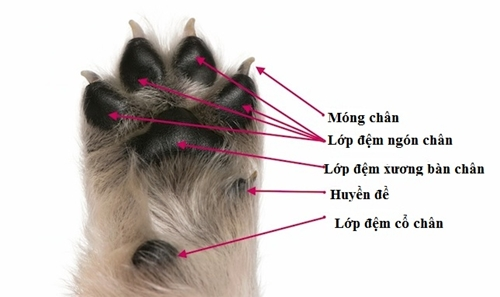 Móng chân
Lớp đệm ngón chân
Lớp đệm xương bàn chân
Huyền đề
Lớp đệm cổ chân